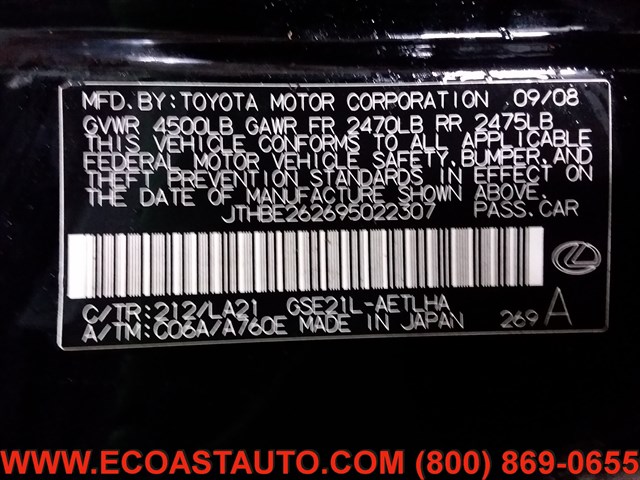 MFD. BY: TOYOTA MOTOR CORPORATION 09/08
GVWR 4500LB GAWR FR 2470LB RR 2475LB
THIS VEHICLE CONFORMS TO ALL APPLICABLE
FEDERAL MOTOR VEHICLE SAFETY, BUMPER, AND
THEFT PREVENTION STANDARDS IN EFFECT ON
THE DATE OF MANUFACTURE SHOWN ABOVE.
JTHBE262695022307 PASS. CAR
C/TR: 212/LA21 GSE21L-AETLHA
A/TM: C06A/A760E MADE IN JAPAN 269 A
WWW.ECOASTAUTO.COM (800) 869-0655